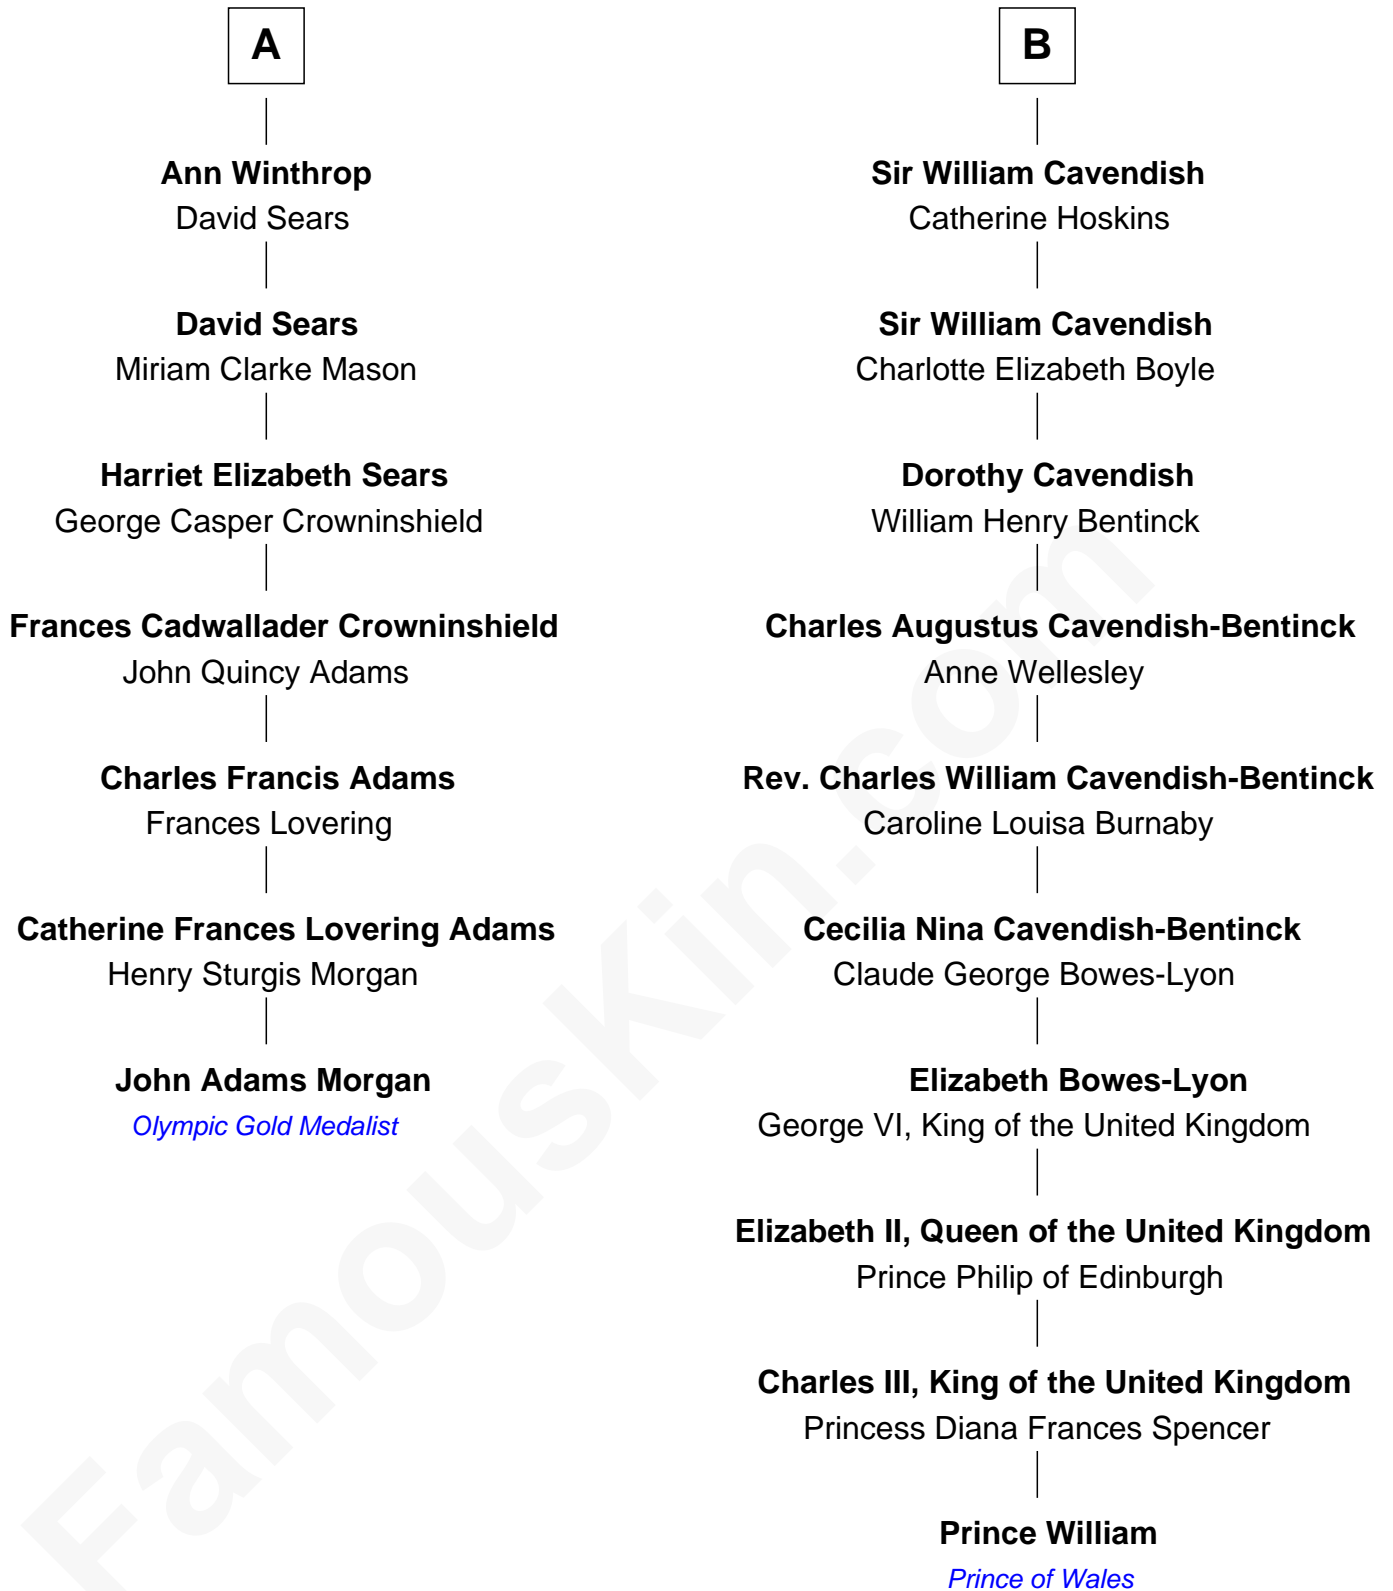 A
Ann Winthrop
David Sears
David Sears
Miriam Clarke Mason
Harriet Elizabeth Sears
George Casper Crowninshield
Frances Cadwallader Crowninshield
John Quincy Adams
Charles Francis Adams
Frances Lovering
Catherine Frances Lovering Adams
Henry Sturgis Morgan
John Adams Morgan
Olympic Gold Medalist
B
Sir William Cavendish
Catherine Hoskins
Sir William Cavendish
Charlotte Elizabeth Boyle
Dorothy Cavendish
William Henry Bentinck
Charles Augustus Cavendish-Bentinck
Anne Wellesley
Rev. Charles William Cavendish-Bentinck
Caroline Louisa Burnaby
Cecilia Nina Cavendish-Bentinck
Claude George Bowes-Lyon
Elizabeth Bowes-Lyon
George VI, King of the United Kingdom
Elizabeth II, Queen of the United Kingdom
Prince Philip of Edinburgh
Charles III, King of the United Kingdom
Princess Diana Frances Spencer
Prince William
Prince of Wales
FamousKin.com